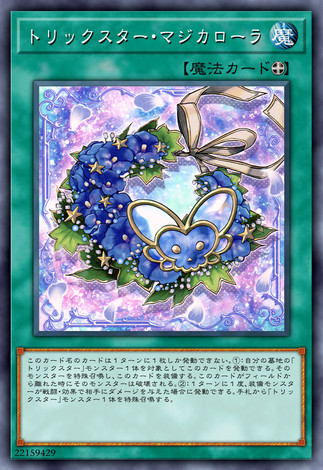 トリックスター・マジカローラ
魔
【魔法カード】
このカード名のカードは１ターンに１枚しか発動できない。①：自分の墓地の「
トリックスター」モンスター１体を対象としてこのカードを発動できる。そ
のモンスターを特殊召喚し、このカードを装備する。このカードがフィールドか
ら離れた時にそのモンスターは破壊される。②：１ターンに１度、装備モンスタ
ーが戦闘・効果で相手にダメージを与えた場合に発動できる。手札から「トリッ
クスター」モンスター１体を特殊召喚する。
22159429